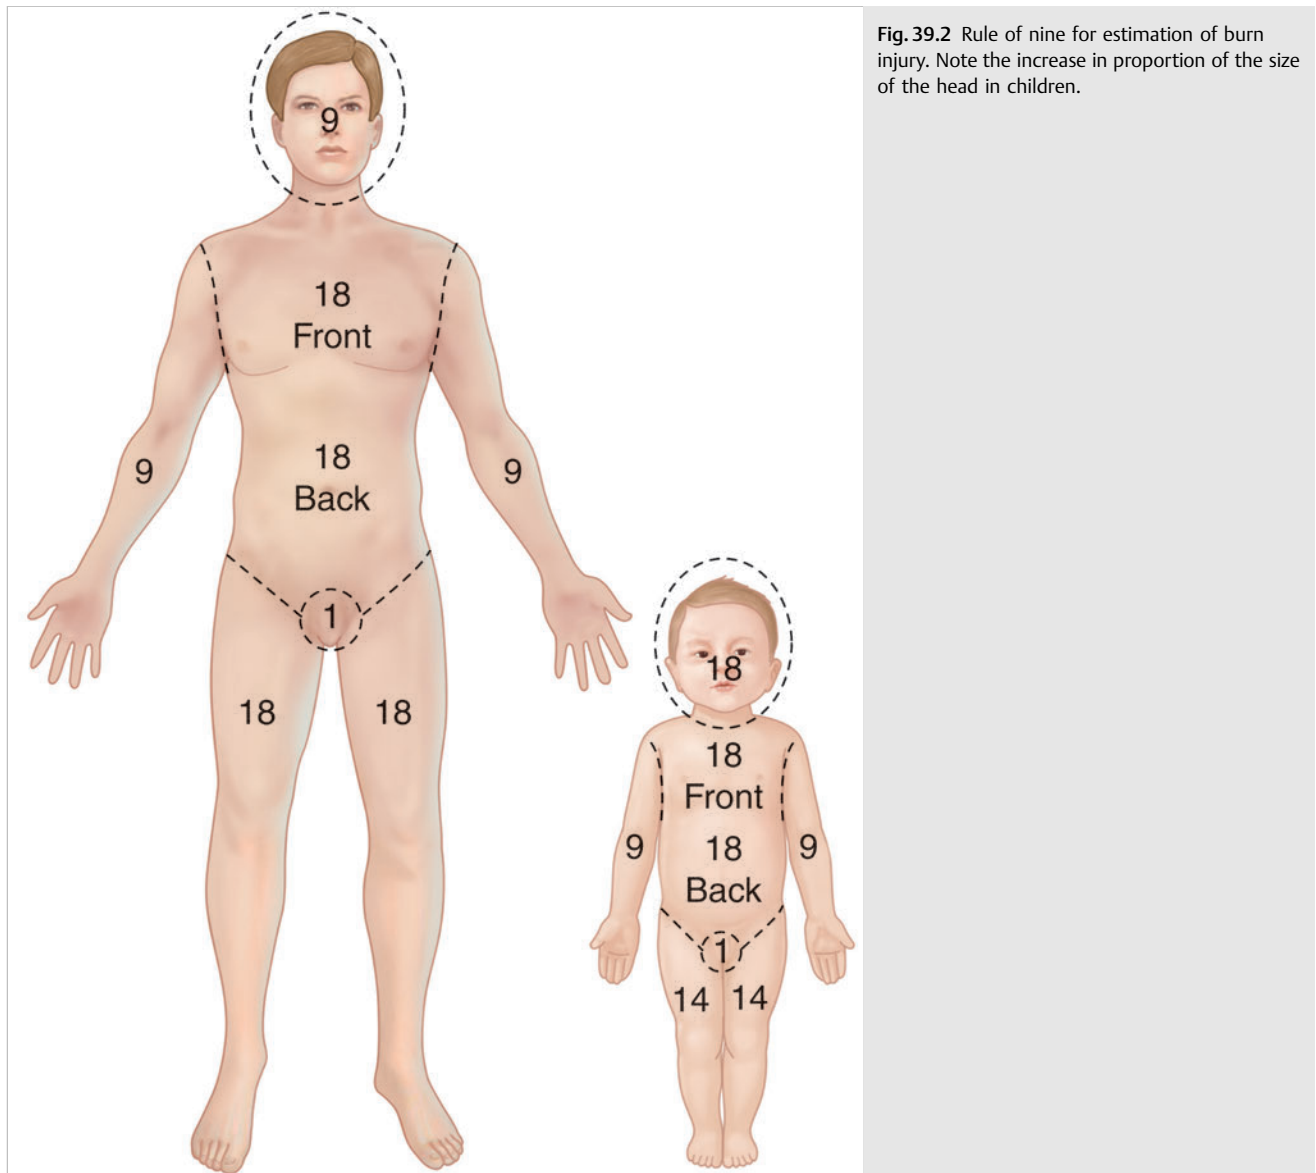 Fig. 39.2 Rule of nine for estimation of burn
injury. Note the increase in proportion of the size
of the head in children.
9
18
Front
18
Back
9
9
1
18
18
18
18
Front
18
Back
9
9
1
14
14